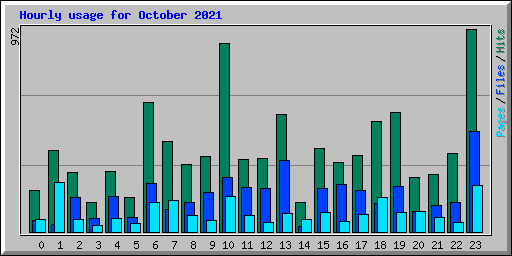 Hourly usage for October 2021
972
Pages/Files/Hits
0 1 2 3 4 5 6 7 8 9 10 11 12 13 14 15 16 17 18 19 20 21 22 23